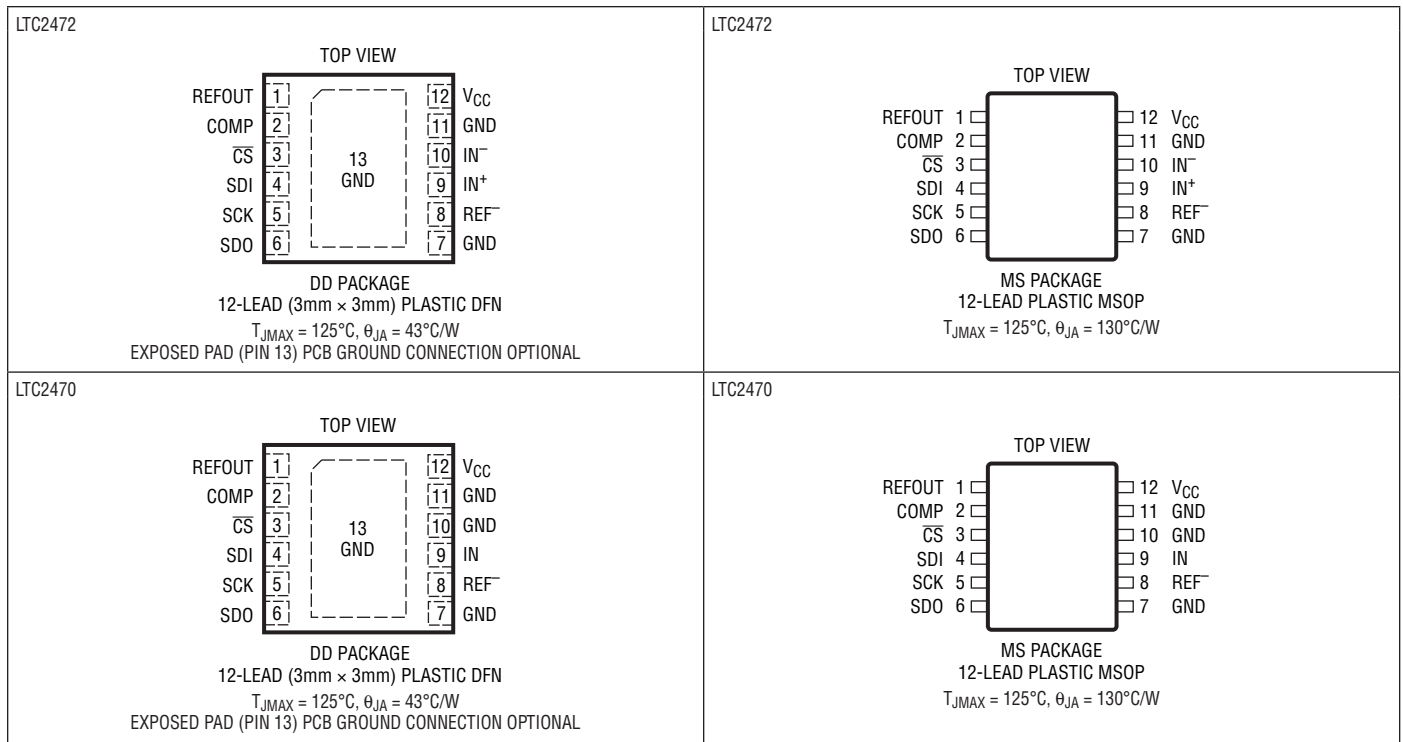 LTC2472
TOP VIEW
REFOUT 1
COMP 2
CS 3
SDI 4
SCK 5
SDO 6
13
GND
12 VCC
11 GND
10 IN–
9 IN+
8 REF–
7 GND
DD PACKAGE
12-LEAD (3mm × 3mm) PLASTIC DFN
TJMAX = 125°C, θJA = 43°C/W
EXPOSED PAD (PIN 13) PCB GROUND CONNECTION OPTIONAL
LTC2472
TOP VIEW
REFOUT 1
COMP 2
CS 3
SDI 4
SCK 5
SDO 6
12 VCC
11 GND
10 IN–
9 IN+
8 REF–
7 GND
MS PACKAGE
12-LEAD PLASTIC MSOP
TJMAX = 125°C, θJA = 130°C/W
LTC2470
TOP VIEW
REFOUT 1
COMP 2
CS 3
SDI 4
SCK 5
SDO 6
13
GND
12 VCC
11 GND
10 GND
9 IN
8 REF–
7 GND
DD PACKAGE
12-LEAD (3mm × 3mm) PLASTIC DFN
TJMAX = 125°C, θJA = 43°C/W
EXPOSED PAD (PIN 13) PCB GROUND CONNECTION OPTIONAL
LTC2470
TOP VIEW
REFOUT 1
COMP 2
CS 3
SDI 4
SCK 5
SDO 6
12 VCC
11 GND
10 GND
9 IN
8 REF–
7 GND
MS PACKAGE
12-LEAD PLASTIC MSOP
TJMAX = 125°C, θJA = 130°C/W